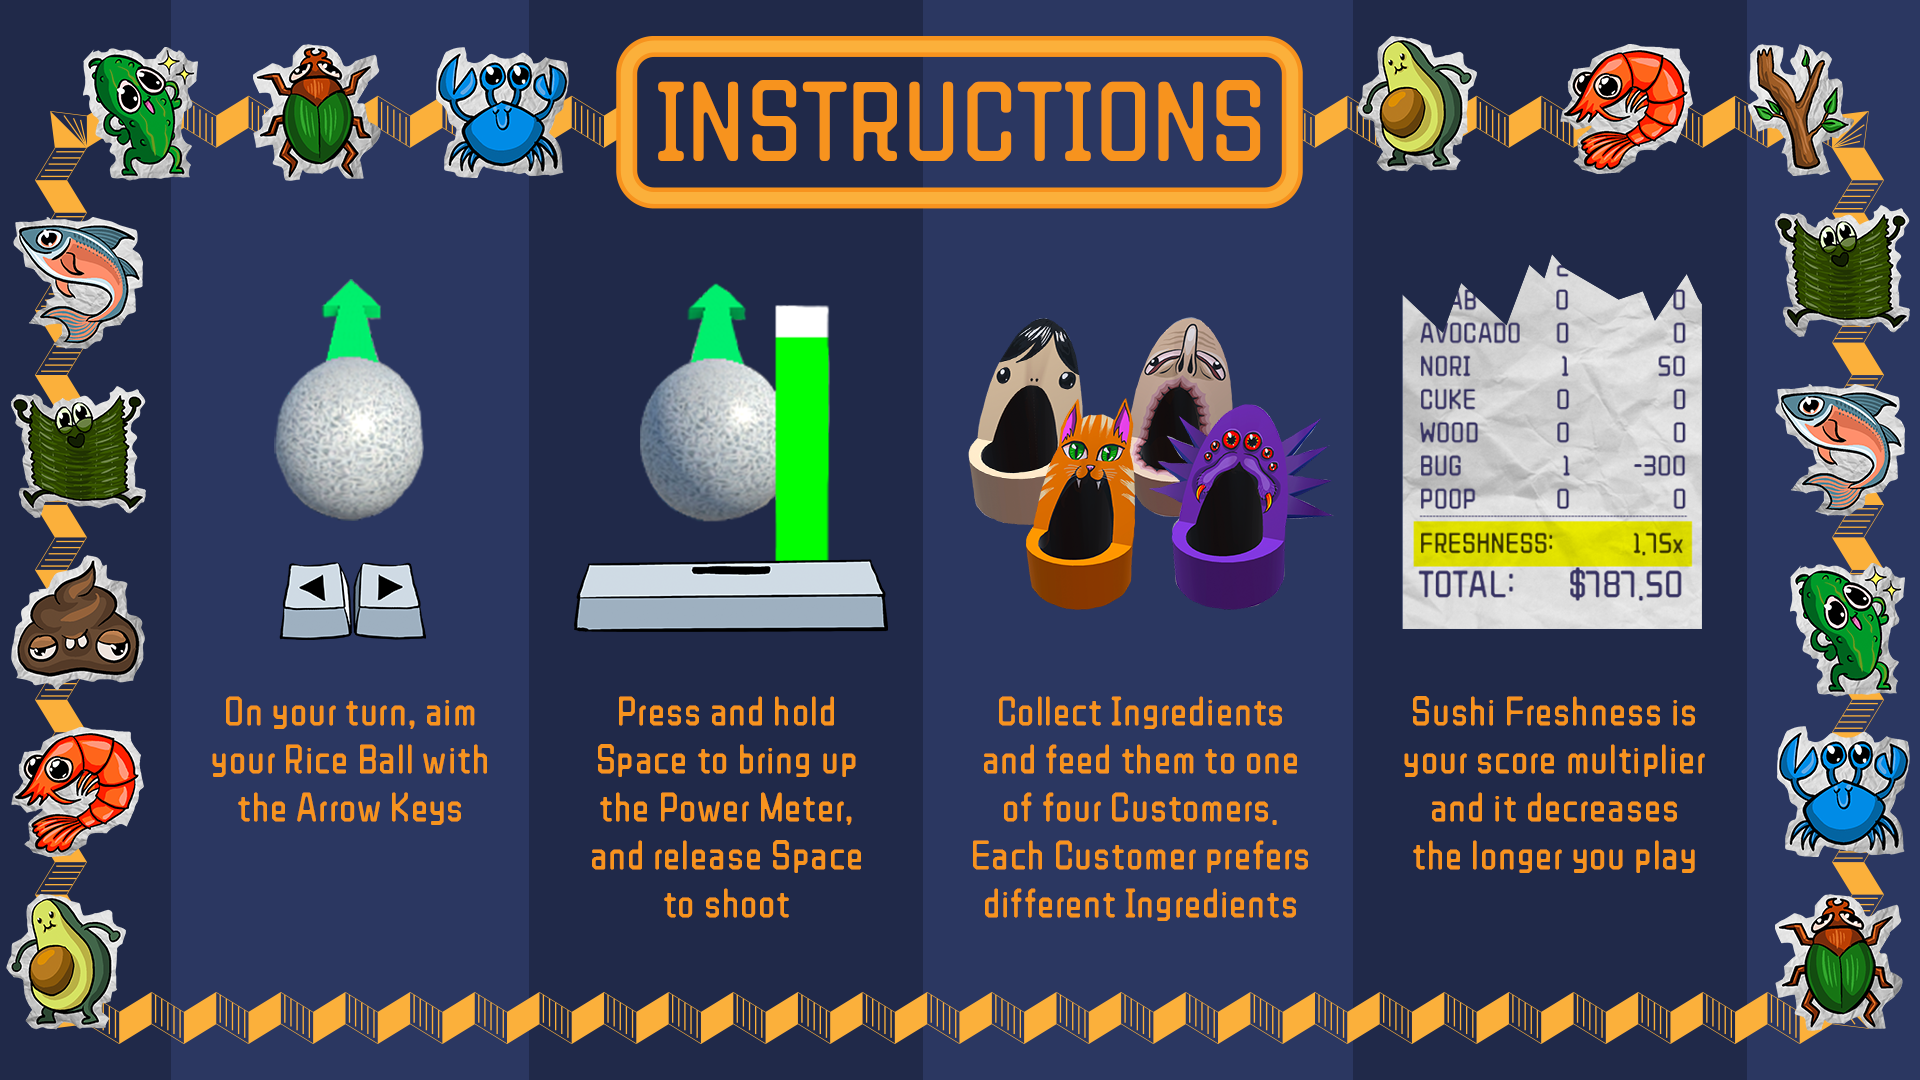 INSTRUCTIONS
AB 0 0
AVOCADO 0 0
NORI 1 50
CUKE 0 0
WOOD 0 0
BUG 1 -300
POOP 0 0
FRESHNESS: 1.75x
TOTAL: $787.50
On your turn, aim
your Rice Ball with
the Arrow Keys
Press and hold
Space to bring up
the Power Meter,
and release Space
to shoot
Collect Ingredients
and feed them to one
of four Customers.
Each Customer prefers
different Ingredients
Sushi Freshness is
your score multiplier
and it decreases
the longer you play